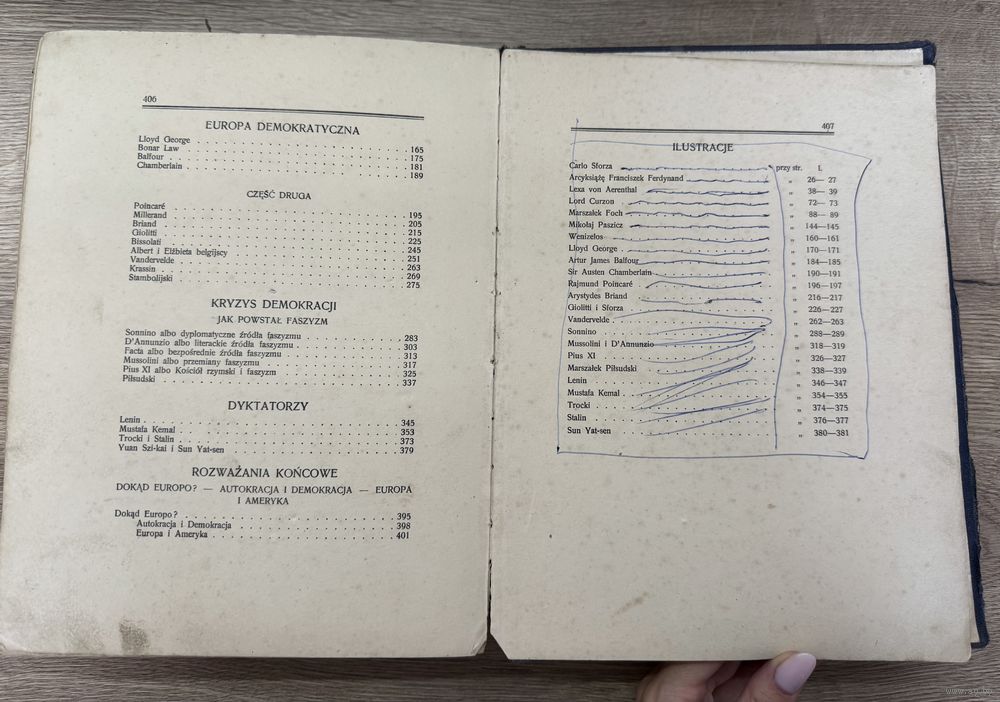 406
EUROPA DEMOKRATYCZNA
Lloyd George . . . . . . . . . . 165
Bonar Law . . . . . . . . . . 175
Balfour . . . . . . . . . . 181
Chamberlain . . . . . . . . . . 189
CZĘŚĆ DRUGA
Poincaré . . . . . . . . . . 195
Millerand . . . . . . . . . . 205
Briand . . . . . . . . . . 215
Giolitti . . . . . . . . . . 225
Bissolati . . . . . . . . . . 245
Albert i Elżbieta belgijscy . . . . . . . . . . 251
Vandervelde . . . . . . . . . . 263
Krassin . . . . . . . . . . 269
Stambolijski . . . . . . . . . . 275
KRYZYS DEMOKRACJI
JAK POWSTAŁ FASZYZM
Sonnino albo dyplomatyczne źródła faszyzmu . . . . . . . . . . 283
D'Annunzio albo literackie źródła faszyzmu . . . . . . . . . . 303
Facta albo bezpośrednie źródła faszyzmu . . . . . . . . . . 313
Mussolini albo przemiany faszyzmu . . . . . . . . . . 317
Pius XI albo Kościół rzymski i faszyzm . . . . . . . . . . 325
Piłsudski . . . . . . . . . . 337
DYKTATORZY
Lenin . . . . . . . . . . 345
Mustafa Kemal . . . . . . . . . . 353
Trocki i Stalin . . . . . . . . . . 373
Yuan Szi-kai i Sun Yat-sen . . . . . . . . . . 379
ROZWAŻANIA KOŃCOWE
DOKĄD EUROPO? — AUTOKRACJA I DEMOKRACJA — EUROPA
I AMERYKA
Dokąd Europo? . . . . . . . . . . 395
Autokracja i Demokracja . . . . . . . . . . 398
Europa i Ameryka . . . . . . . . . . 401
407
ILUSTRACJE
Carlo Sforza . . . . . . . . . . przy str. I.
Arcyksiążę Franciszek Ferdynand . . . . . . . . . . „ 26— 27
Lexa von Aerenthal . . . . . . . . . . „ 38— 39
Lord Curzon . . . . . . . . . . „ 72— 73
Marszałek Foch . . . . . . . . . . „ 88— 89
Mikołaj Paszicz . . . . . . . . . . „ 144—145
Wenizelos . . . . . . . . . . „ 160—161
Lloyd George . . . . . . . . . . „ 170—171
Artur James Balfour . . . . . . . . . . „ 184—185
Sir Austen Chamberlain . . . . . . . . . . „ 190—191
Rajmund Poincaré . . . . . . . . . . „ 196—197
Arystydes Briand . . . . . . . . . . „ 216—217
Giolitti i Sforza . . . . . . . . . . „ 226—227
Vandervelde . . . . . . . . . . „ 262—263
Sonnino . . . . . . . . . . „ 288—289
Mussolini i D'Annunzio . . . . . . . . . . „ 318—319
Pius XI . . . . . . . . . . „ 326—327
Marszałek Piłsudski . . . . . . . . . . „ 338—339
Lenin . . . . . . . . . . „ 346—347
Mustafa Kemal . . . . . . . . . . „ 354—355
Trocki . . . . . . . . . . „ 374—375
Stalin . . . . . . . . . . „ 376—377
Sun Yat-sen . . . . . . . . . . „ 380—381
www.ay.by